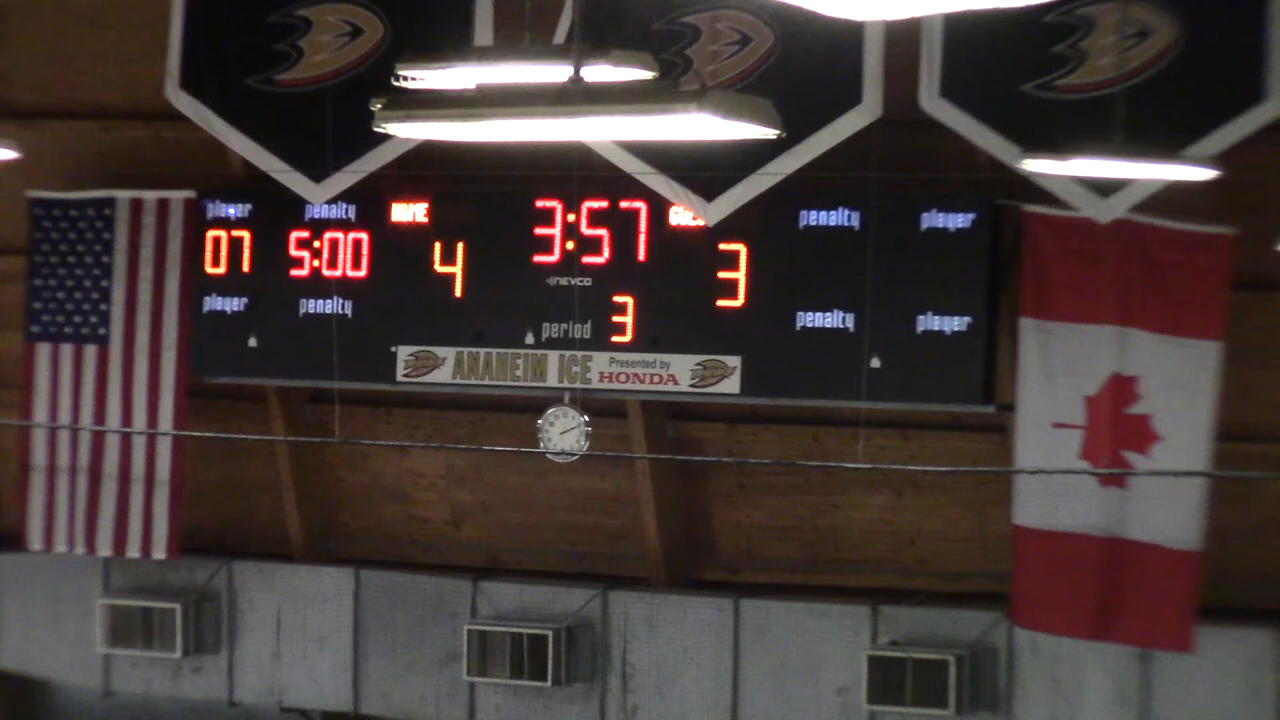 player penalty HOME 3:57 penalty player
07 5:00 4 3
NEVCO
player penalty period 3 penalty player
ANAHEIM ICE Presented by HONDA